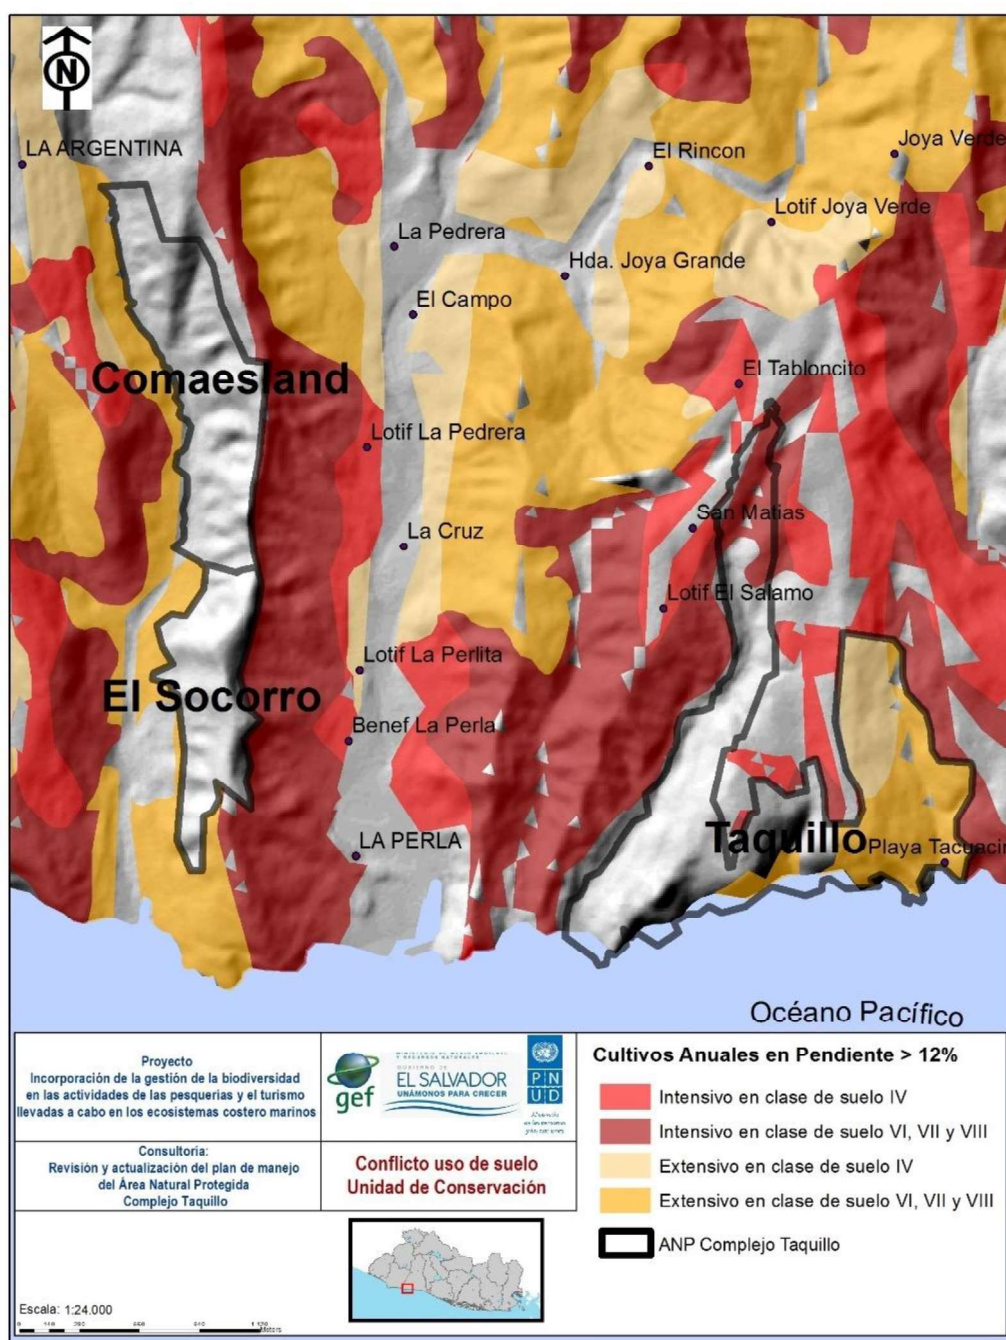 N
LA ARGENTINA
El Rincon
Joya Verde
Lotif Joya Verde
La Pedrera
Hda. Joya Grande
El Campo
El Tabloncito
Comaesland
Lotif La Pedrera
San Matias
La Cruz
Lotif El Salamo
Lotif La Perlita
El Socorro
Benef La Perla
LA PERLA
Taquillo
Playa Tacuacin
Océano Pacífico
Proyecto
Incorporación de la gestión de la biodiversidad
en las actividades de las pesquerias y el turismo
llevadas a cabo en los ecosistemas costero marinos
gef
GOBIERNO DE
EL SALVADOR
UNÁMONOS PARA CRECER
P N
U D
Consultoría:
Revisión y actualización del plan de manejo
del Área Natural Protegida
Complejo Taquillo
Conflicto uso de suelo
Unidad de Conservación
Cultivos Anuales en Pendiente > 12%
Intensivo en clase de suelo IV
Intensivo en clase de suelo VI, VII y VIII
Extensivo en clase de suelo IV
Extensivo en clase de suelo VI, VII y VIII
ANP Complejo Taquillo
Escala: 1:24.000